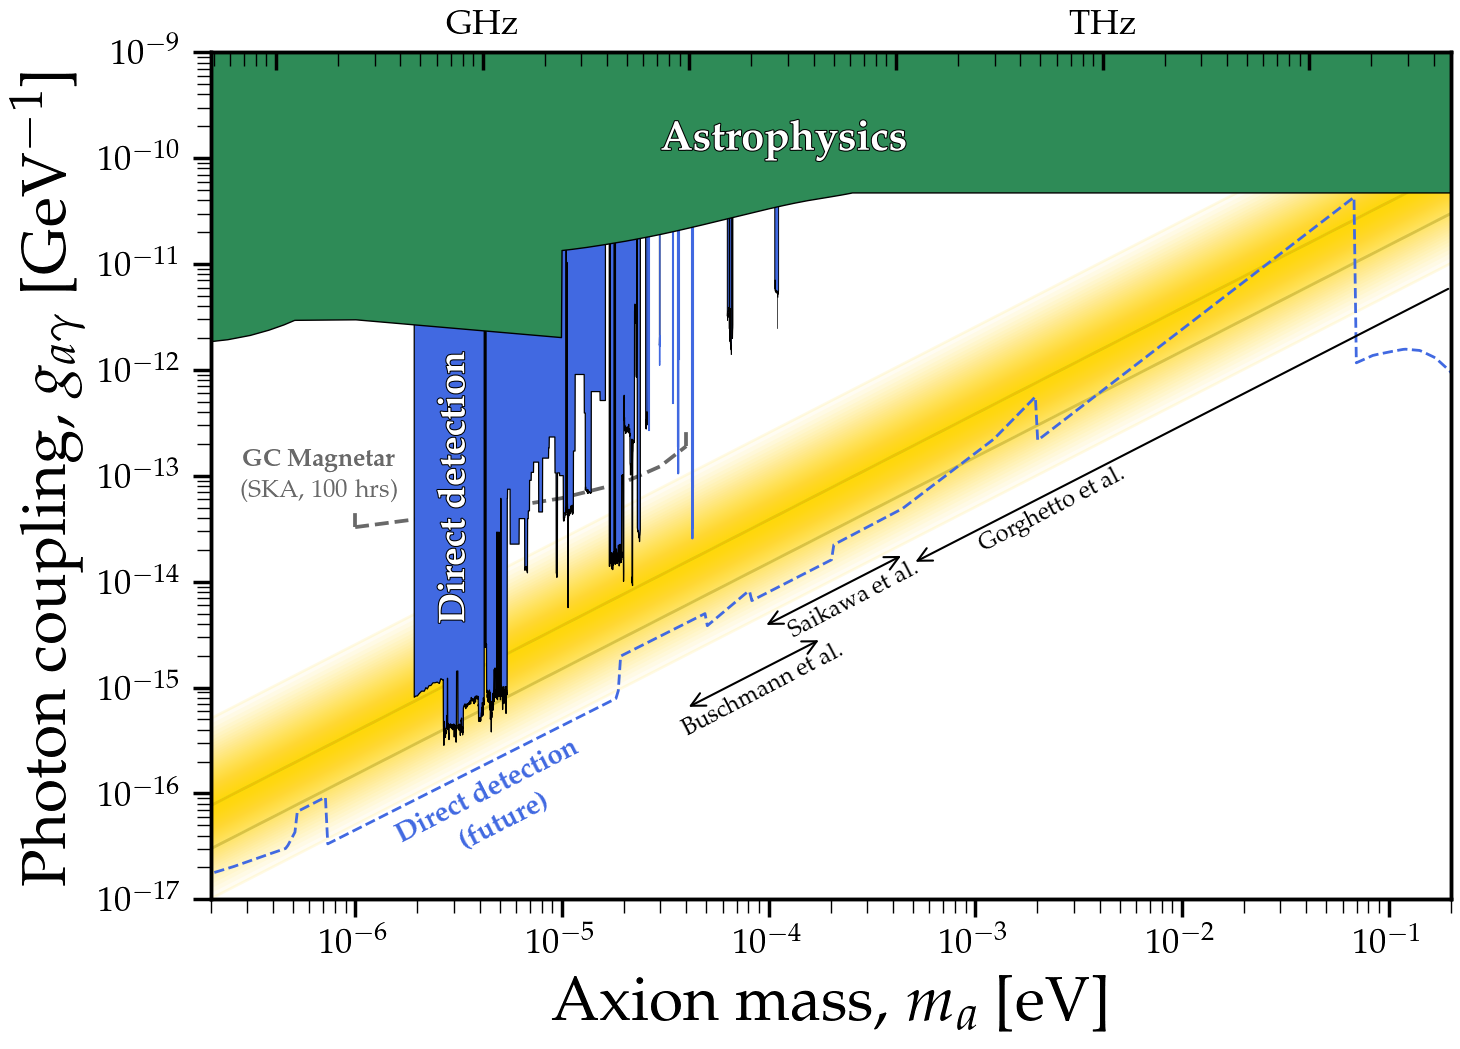 GHz THz
10⁻⁹
10⁻¹⁰
10⁻¹¹
10⁻¹²
10⁻¹³
10⁻¹⁴
10⁻¹⁵
10⁻¹⁶
10⁻¹⁷
Photon coupling, g_{aγ} [GeV⁻¹]
Astrophysics
Direct detection
GC Magnetar
(SKA, 100 hrs)
Gorghetto et al.
Saikawa et al.
Buschmann et al.
Direct detection
(future)
10⁻⁶ 10⁻⁵ 10⁻⁴ 10⁻³ 10⁻² 10⁻¹
Axion mass, mₐ [eV]